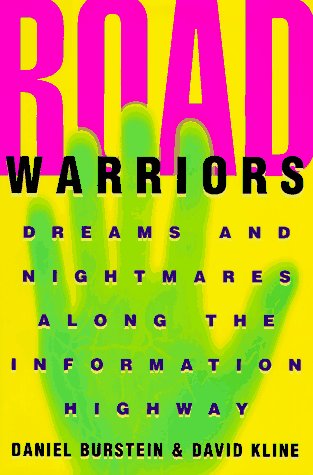 ROAD
WARRIORS
DREAMS AND
NIGHTMARES
ALONG THE
INFORMATION
HIGHWAY
DANIEL BURSTEIN & DAVID KLINE